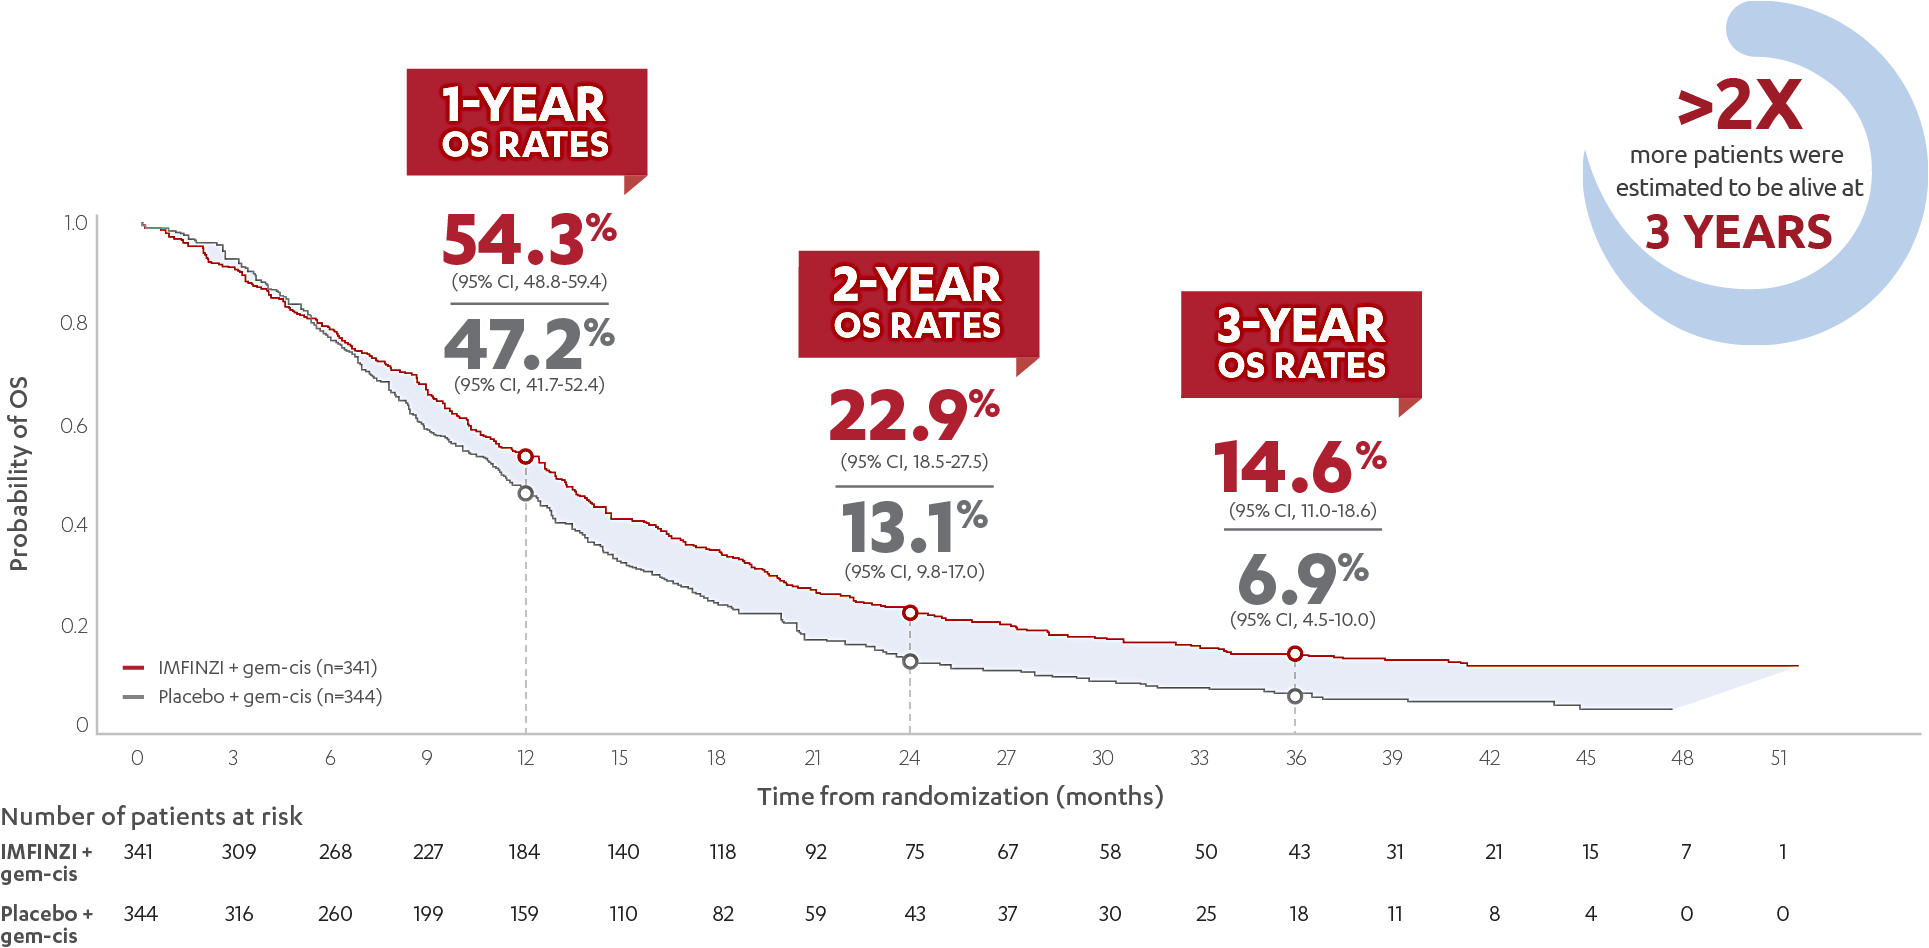 1-YEAR
OS RATES
54.3%
(95% CI, 48.8-59.4)
47.2%
(95% CI, 41.7-52.4)
2-YEAR
OS RATES
22.9%
(95% CI, 18.5-27.5)
13.1%
(95% CI, 9.8-17.0)
3-YEAR
OS RATES
14.6%
(95% CI, 11.0-18.6)
6.9%
(95% CI, 4.5-10.0)
>2X
more patients were
estimated to be alive at
3 YEARS
Probability of OS
1.0
0.8
0.6
0.4
0.2
0
IMFINZI + gem-cis (n=341)
Placebo + gem-cis (n=344)
0 3 6 9 12 15 18 21 24 27 30 33 36 39 42 45 48 51
Time from randomization (months)
Number of patients at risk
IMFINZI + 341 309 268 227 184 140 118 92 75 67 58 50 43 31 21 15 7 1
gem-cis
Placebo + 344 316 260 199 159 110 82 59 43 37 30 25 18 11 8 4 0 0
gem-cis